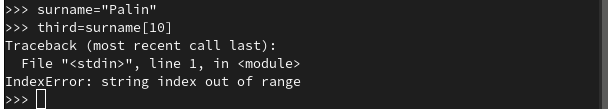 >>> surname="Palin"
>>> third=surname[10]
Traceback (most recent call last):
  File "<stdin>", line 1, in <module>
IndexError: string index out of range
>>>